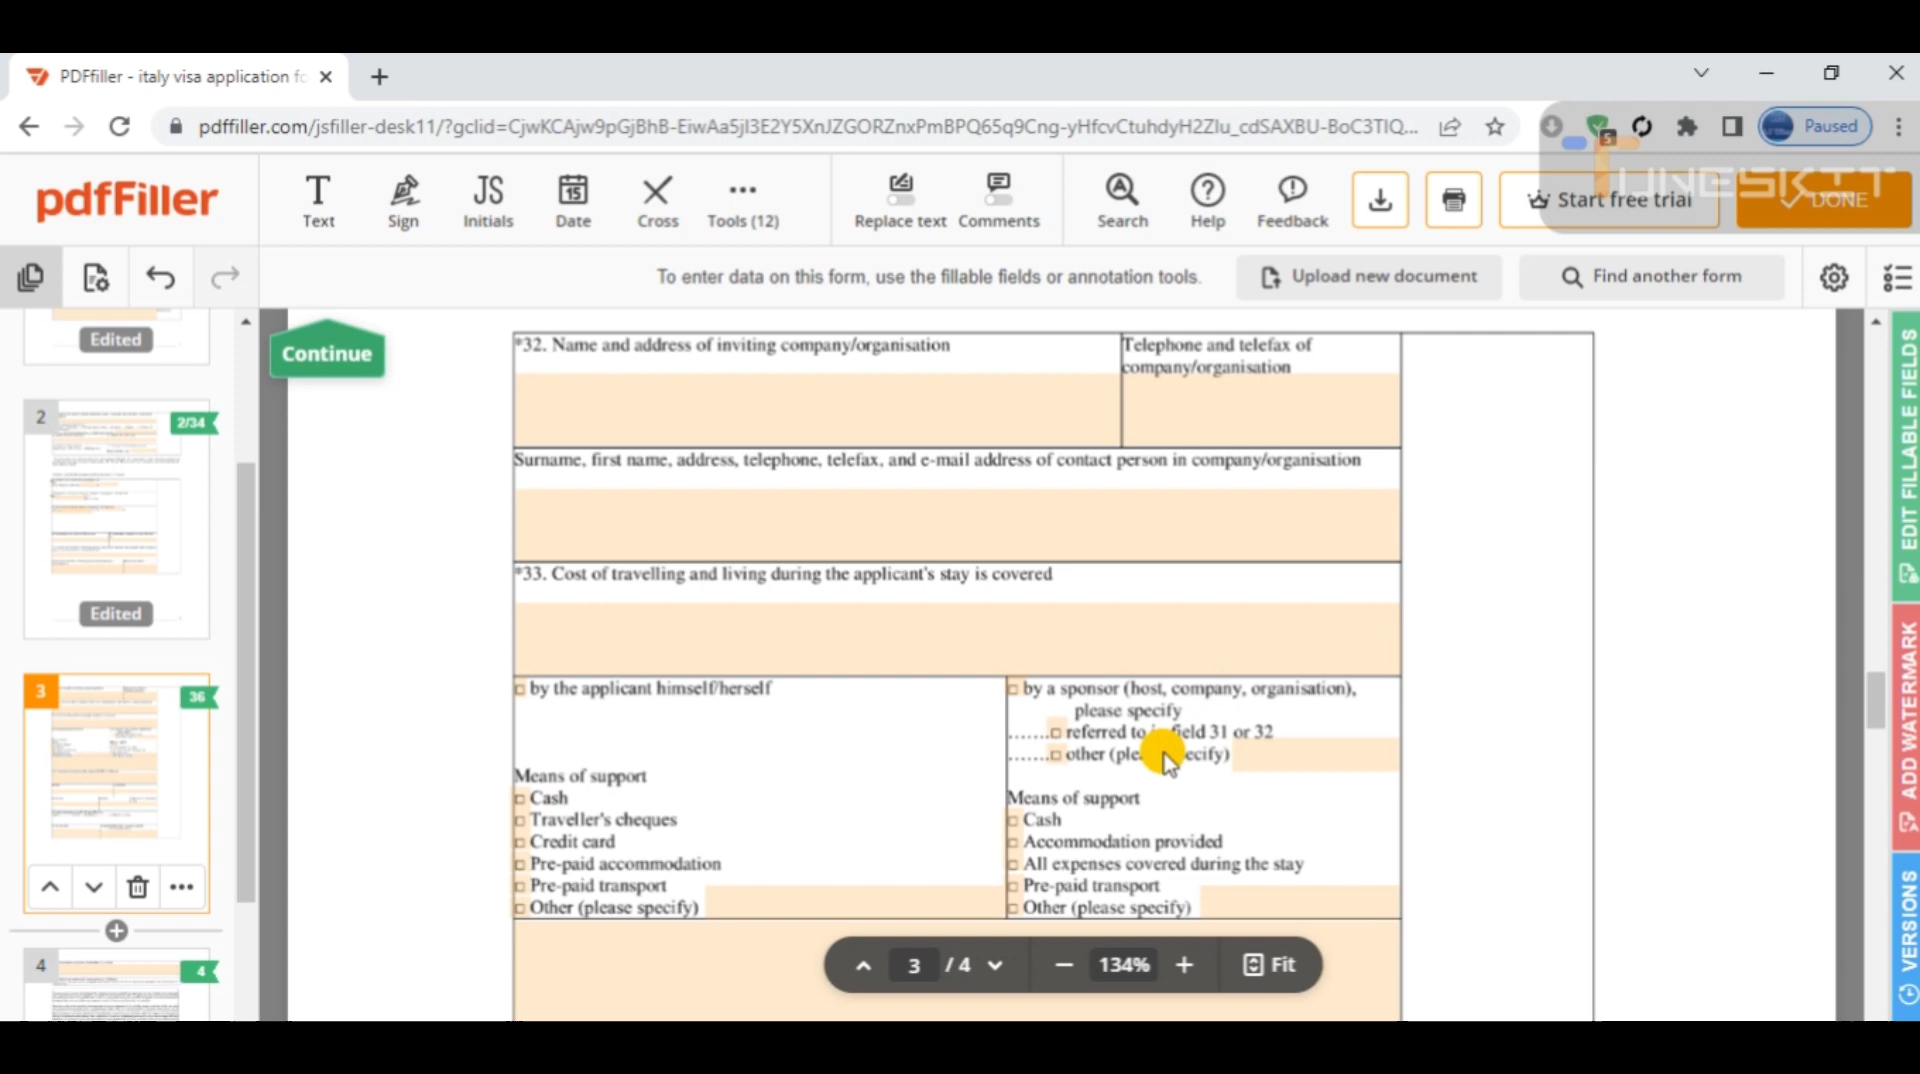 PDFfiller - italy visa application fo
pdffiller.com/jsfiller-desk11/?gclid=CjwKCAjw9pGjBhB-EiwAa5jl3E2Y5XnJZGORZnxPmBPQ65q9Cng-yHfcvCtuhdyH2Zlu_cdSAXBU-BoC3TIQ...
5
Paused
pdfFiller
Text
Sign
JS
Initials
15
Date
Cross
Tools (12)
Replace text
Comments
Search
Help
Feedback
Start free trial
DONE
To enter data on this form, use the fillable fields or annotation tools.
Upload new document
Find another form
Edited
2
2/34
Edited
3
36
4
4
Continue
*32. Name and address of inviting company/organisation
Telephone and telefax of
company/organisation
Surname, first name, address, telephone, telefax, and e-mail address of contact person in company/organisation
*33. Cost of travelling and living during the applicant's stay is covered
by the applicant himself/herself
Means of support
Cash
Traveller's cheques
Credit card
Pre-paid accommodation
Pre-paid transport
Other (please specify)
by a sponsor (host, company, organisation),
please specify
.......referred to in field 31 or 32
.......other (please specify)
Means of support
Cash
Accommodation provided
All expenses covered during the stay
Pre-paid transport
Other (please specify)
3 / 4
134%
Fit
EDIT FILLABLE FIELDS
ADD WATERMARK
VERSIONS